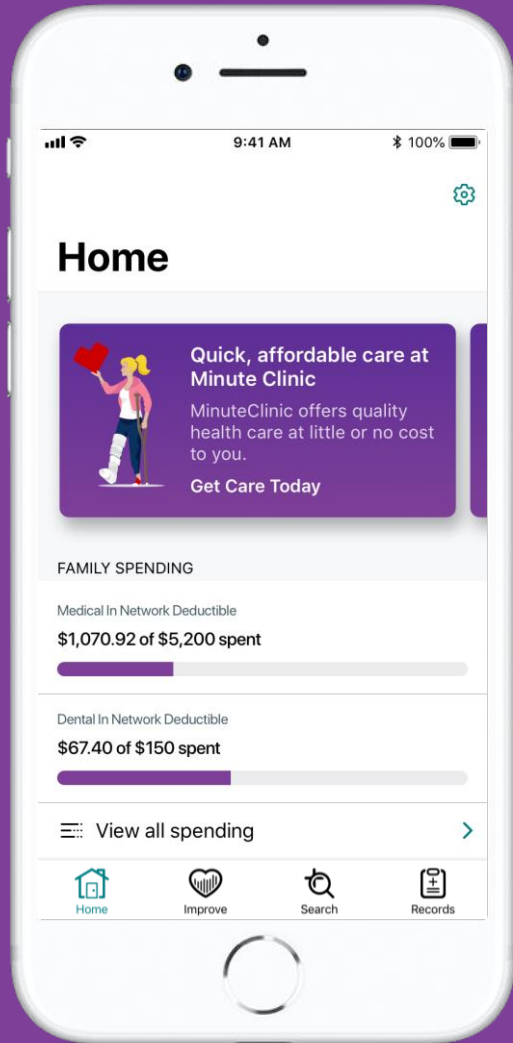 9:41 AM
100%
Home
Quick, affordable care at
Minute Clinic
MinuteClinic offers quality
health care at little or no cost
to you.
Get Care Today
FAMILY SPENDING
Medical In Network Deductible
$1,070.92 of $5,200 spent
Dental In Network Deductible
$67.40 of $150 spent
View all spending
Home
Improve
Search
Records